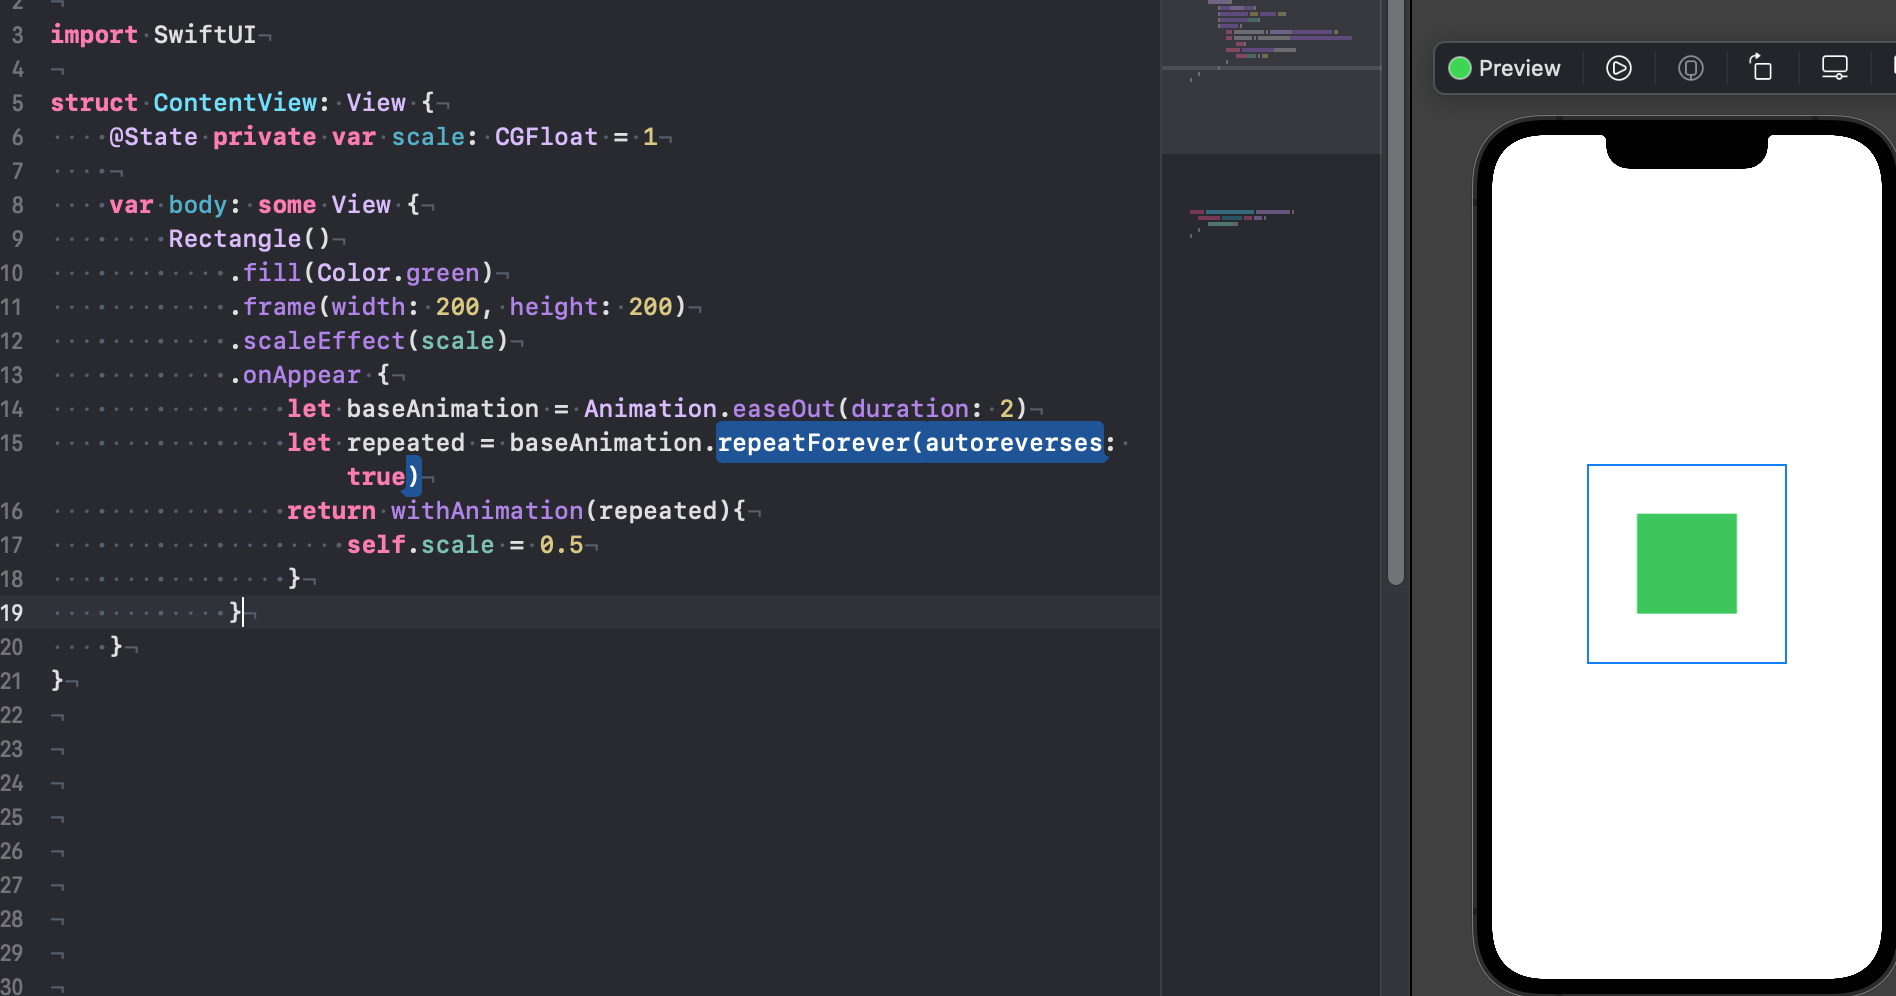 2
3 import SwiftUI
4
5 struct ContentView: View {
6 @State private var scale: CGFloat = 1
7
8 var body: some View {
9 Rectangle()
10 .fill(Color.green)
11 .frame(width: 200, height: 200)
12 .scaleEffect(scale)
13 .onAppear {
14 let baseAnimation = Animation.easeOut(duration: 2)
15 let repeated = baseAnimation.repeatForever(autoreverses:
true)
16 return withAnimation(repeated){
17 self.scale = 0.5
18 }
19 }
20 }
21 }
22
23
24
25
26
27
28
29
30
Preview